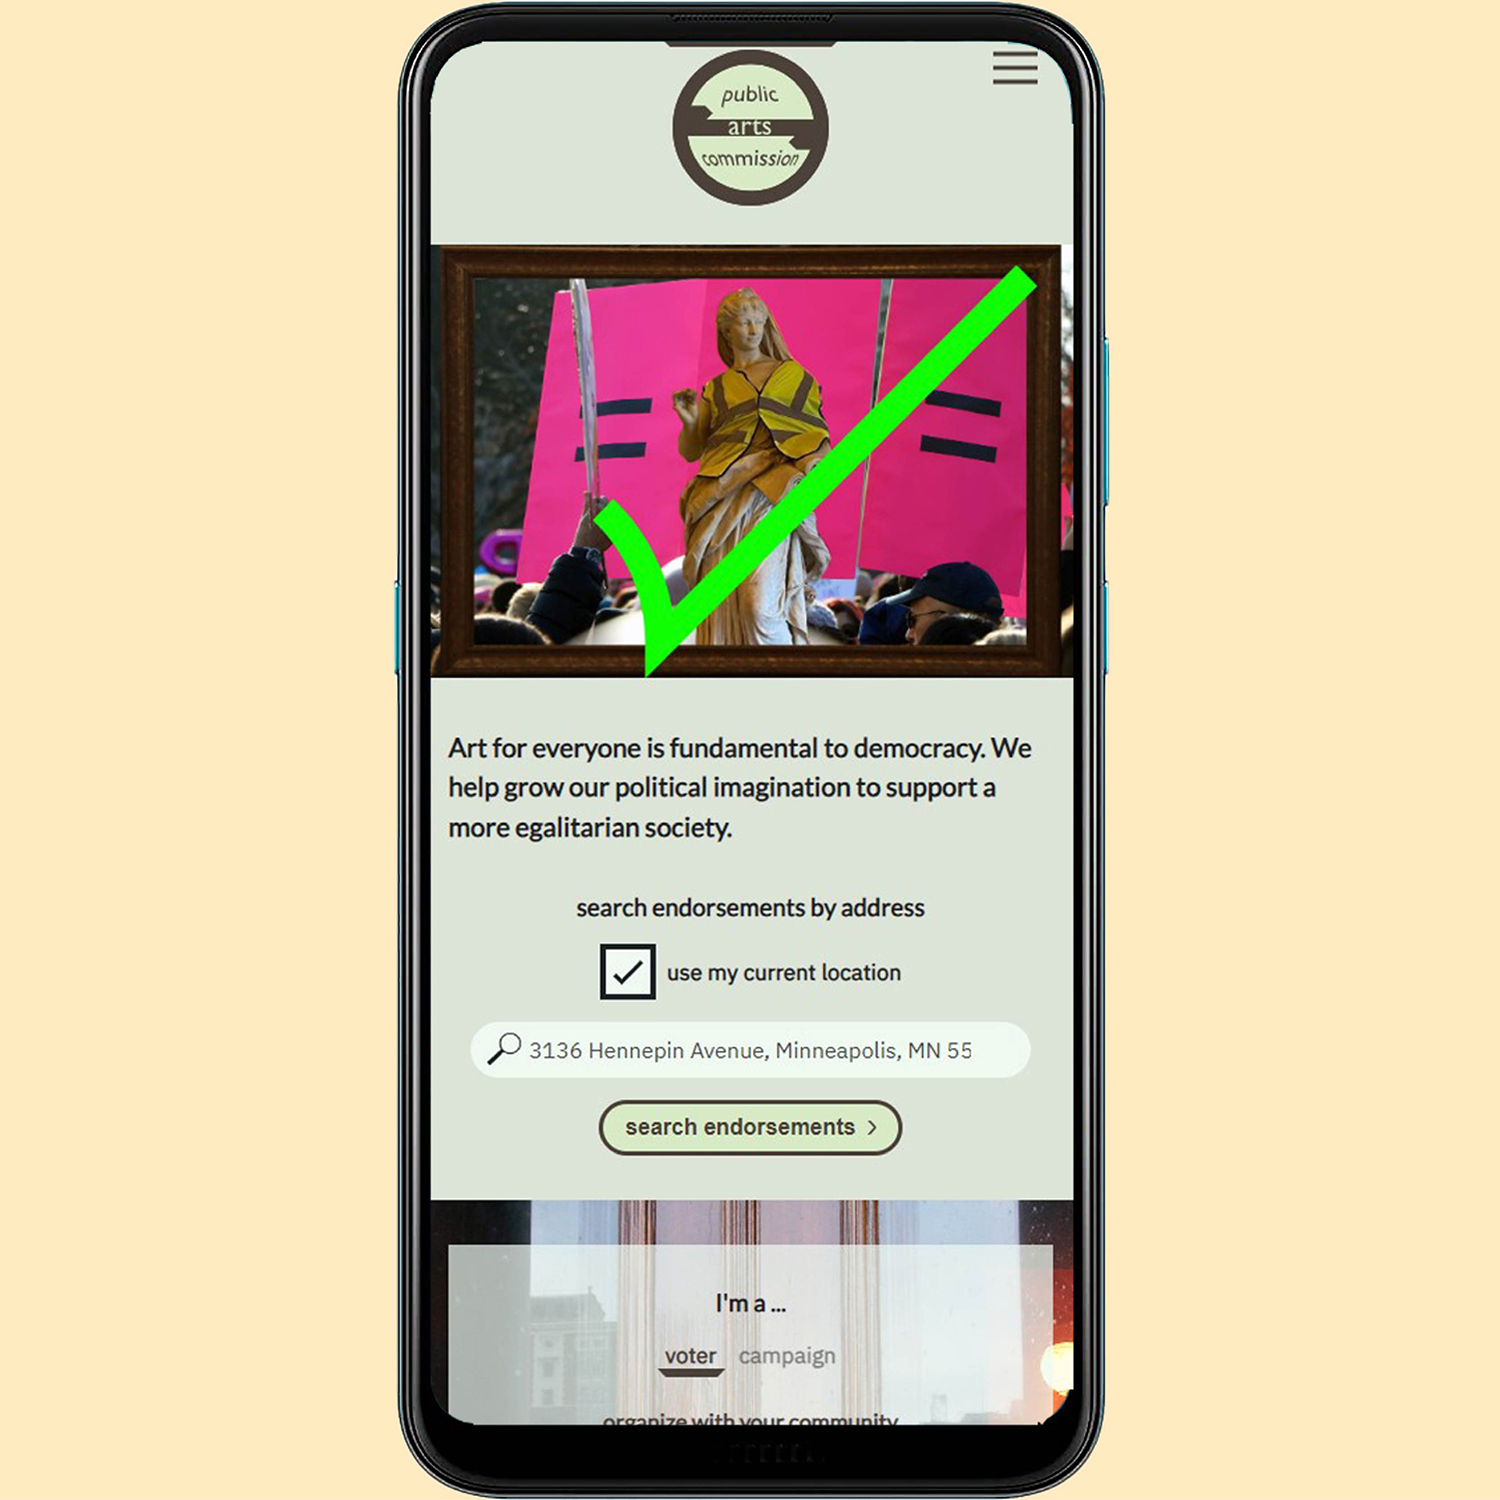 public
arts
commission
=
=
Art for everyone is fundamental to democracy. We
help grow our political imagination to support a
more egalitarian society.
search endorsements by address
use my current location
3136 Hennepin Avenue, Minneapolis, MN 55
search endorsements >
I'm a ...
voter campaign
organize with your community